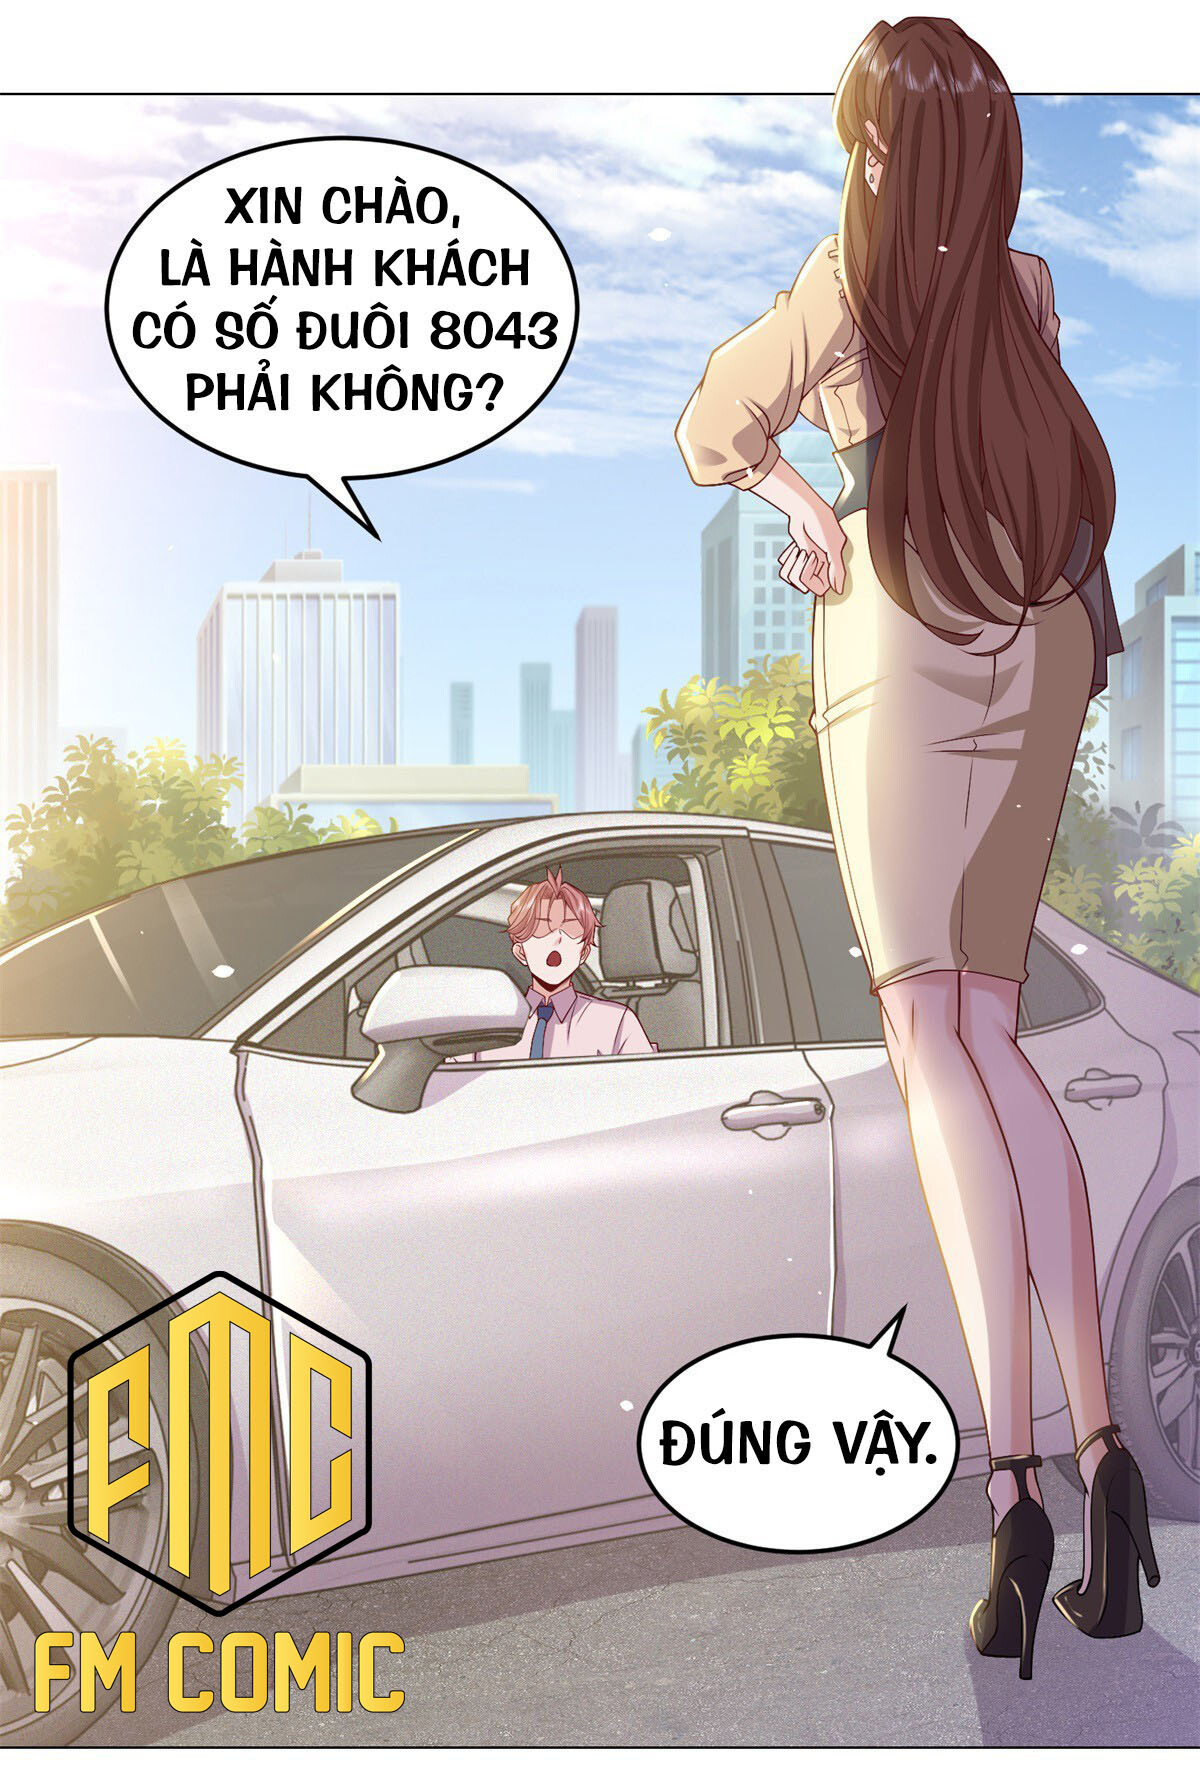 XIN CHÀO,
LÀ HÀNH KHÁCH
CÓ SỐ ĐUÔI 8043
PHẢI KHÔNG?
ĐÚNG VẬY.
FMC
FM COMIC